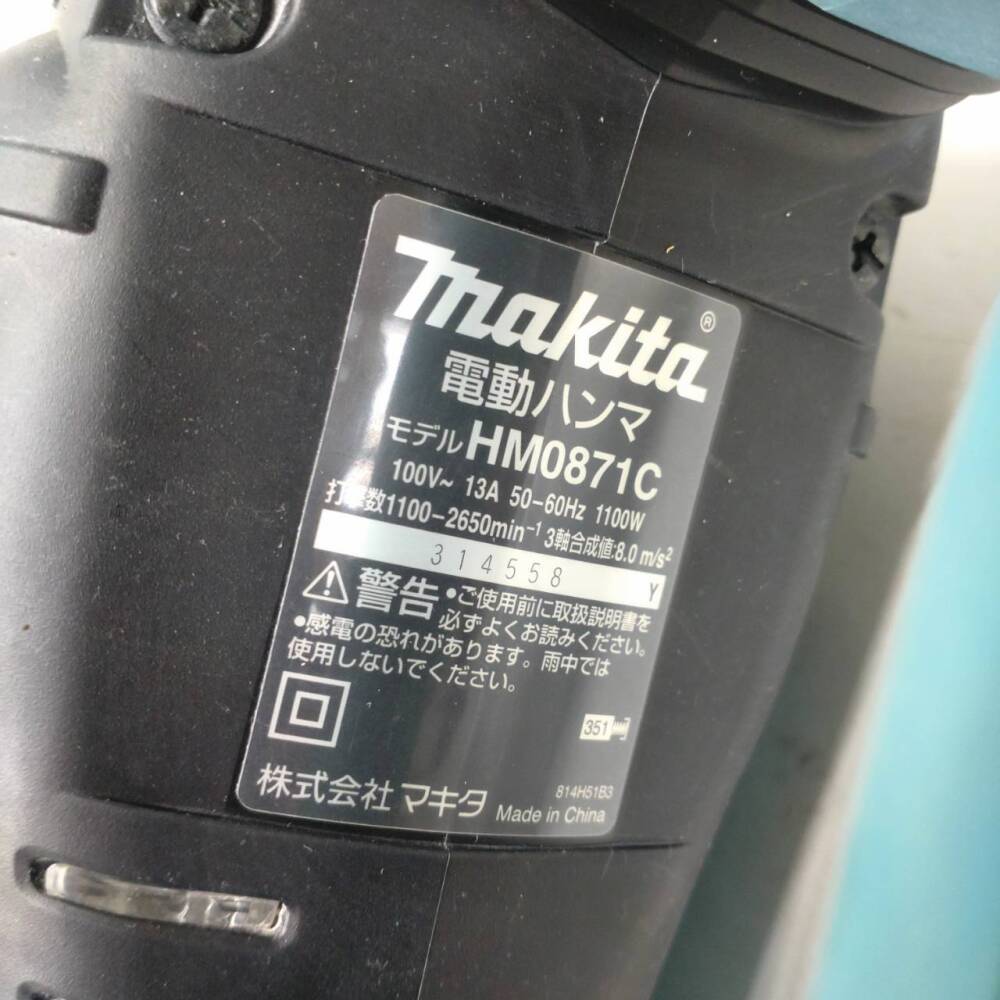 makita®
電動ハンマ
モデル HM0871C
100V~ 13A 50-60Hz 1100W
打撃数1100-2650min⁻¹ 3軸合成値:8.0 m/s²
314558 Y
警告 •ご使用前に取扱説明書を
必ずよくお読みください。
•感電の恐れがあります。雨中では
使用しないでください。
351
株式会社 マキタ
814H51B3
Made in China